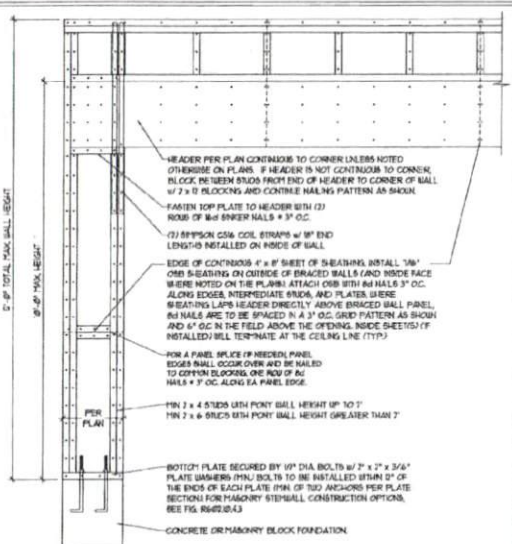 HEADER PER PLAN CONTINUOUS TO CORNER UNLESS NOTED
OTHERWISE ON PLANS. IF HEADER IS NOT CONTINUOUS TO CORNER,
BLOCK BETWEEN STUDS FROM END OF HEADER TO CORNER OF WALL
w/ 2 x 12 BLOCKING AND CONTINUE NAILING PATTERN AS SHOWN.
FASTEN TOP PLATE TO HEADER WITH (2)
ROWS OF 16d SINKER NAILS @ 3" O.C.
(2) SIMPSON CS16 COIL STRAPS w/ 18" END
LENGTHS INSTALLED ON INSIDE OF WALL
EDGE OF CONTINUOUS 4' x 8' SHEET OF SHEATHING. INSTALL 7/16"
OSB SHEATHING ON OUTSIDE OF BRACED WALLS (AND INSIDE FACE
WHERE NOTED ON THE PLANS). ATTACH OSB WITH 8d NAILS 3" O.C.
ALONG EDGES, INTERMEDIATE STUDS, AND PLATES. WHERE
SHEATHING LAPS HEADER DIRECTLY ABOVE BRACED WALL PANEL,
8d NAILS ARE TO BE SPACED IN A 3" O.C. GRID PATTERN AS SHOWN
AND 6" O.C. IN THE FIELD ABOVE THE OPENING. INSIDE SHEET(S) (IF
INSTALLED) WILL TERMINATE AT THE CEILING LINE (TYP.)
FOR A PANEL SPLICE (IF NEEDED), PANEL
EDGES SHALL OCCUR OVER AND BE NAILED
TO COMMON BLOCKING. ONE ROW OF 8d
NAILS @ 3" O.C. ALONG EA PANEL EDGE.
MIN 2 x 4 STUDS WITH PONY WALL HEIGHT UP TO 2'
MIN 2 x 6 STUDS WITH PONY WALL HEIGHT GREATER THAN 2'
PER
PLAN
BOTTOM PLATE SECURED BY 1/2" DIA. BOLTS w/ 2" x 2" x 3/16"
PLATE WASHERS (MIN.) BOLTS TO BE INSTALLED WITHIN 12" OF
THE ENDS OF EACH PLATE (MIN. OF TWO ANCHORS PER PLATE
SECTION) FOR MASONRY STEMWALL CONSTRUCTION OPTIONS,
SEE FIG.
CONCRETE OR MASONRY BLOCK FOUNDATION.
TOTAL MAX. WALL HEIGHT
MAX. HEIGHT